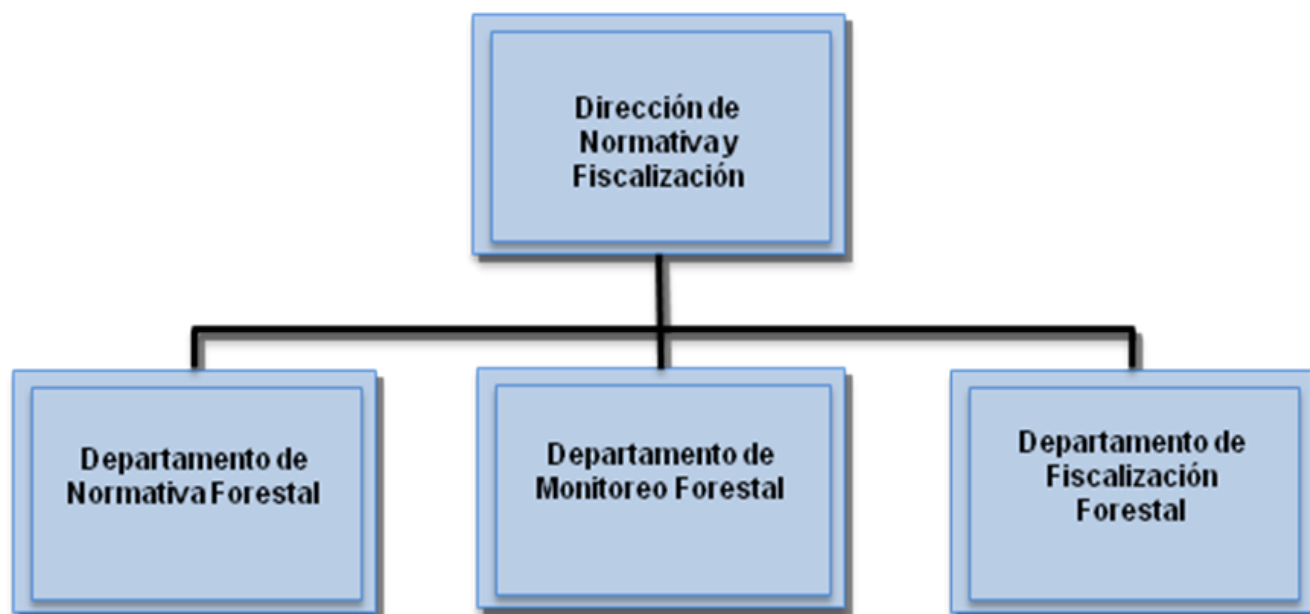 Dirección de
Normativa y
Fiscalización
Departamento de
Normativa Forestal
Departamento de
Monitoreo Forestal
Departamento de
Fiscalización
Forestal